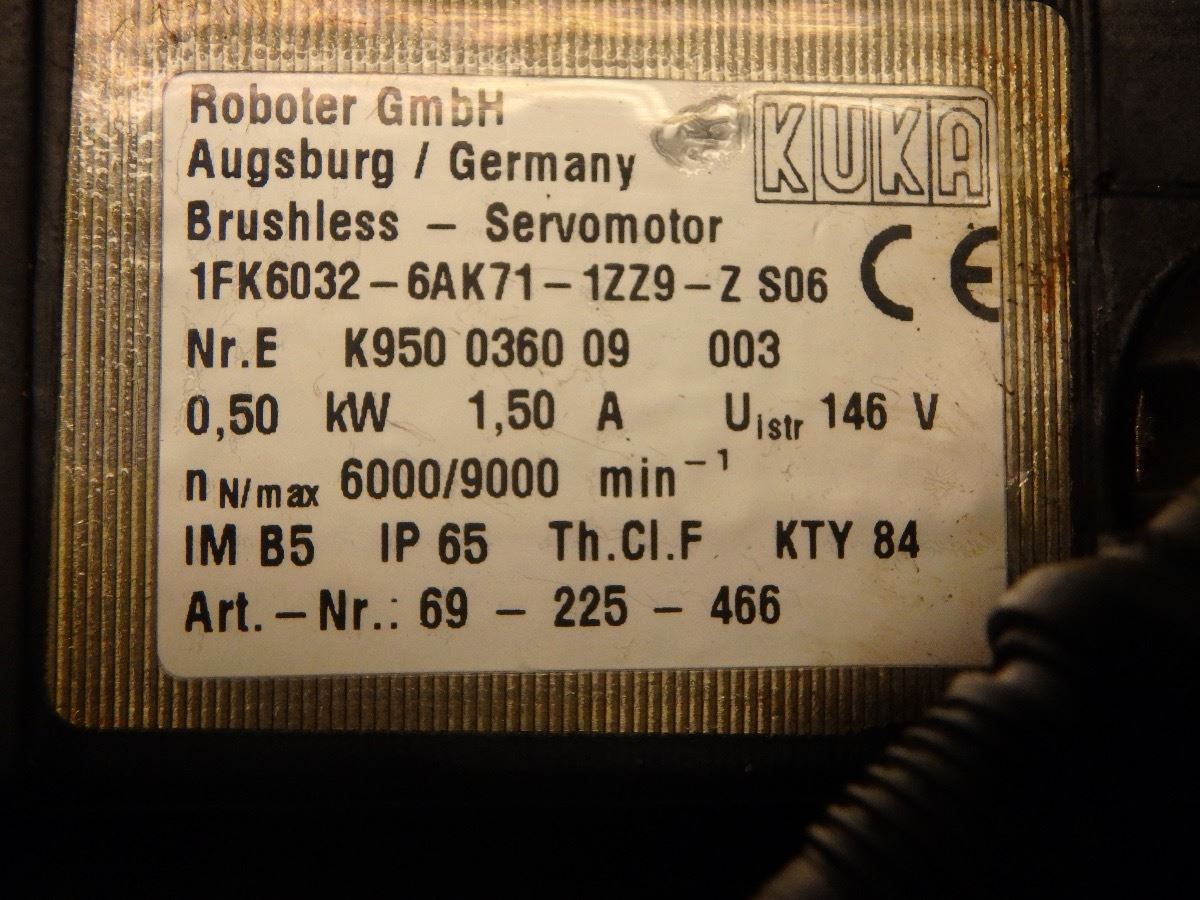 Roboter GmbH KUKA
Augsburg / Germany
Brushless – Servomotor
1FK6032 – 6AK71 – 1ZZ9 – Z S06 CE
Nr.E K950 0360 09 003
0,50 kW 1,50 A Uistr 146 V
n N/max 6000/9000 min⁻¹
IM B5 IP 65 Th.Cl.F KTY 84
Art. – Nr.: 69 – 225 – 466